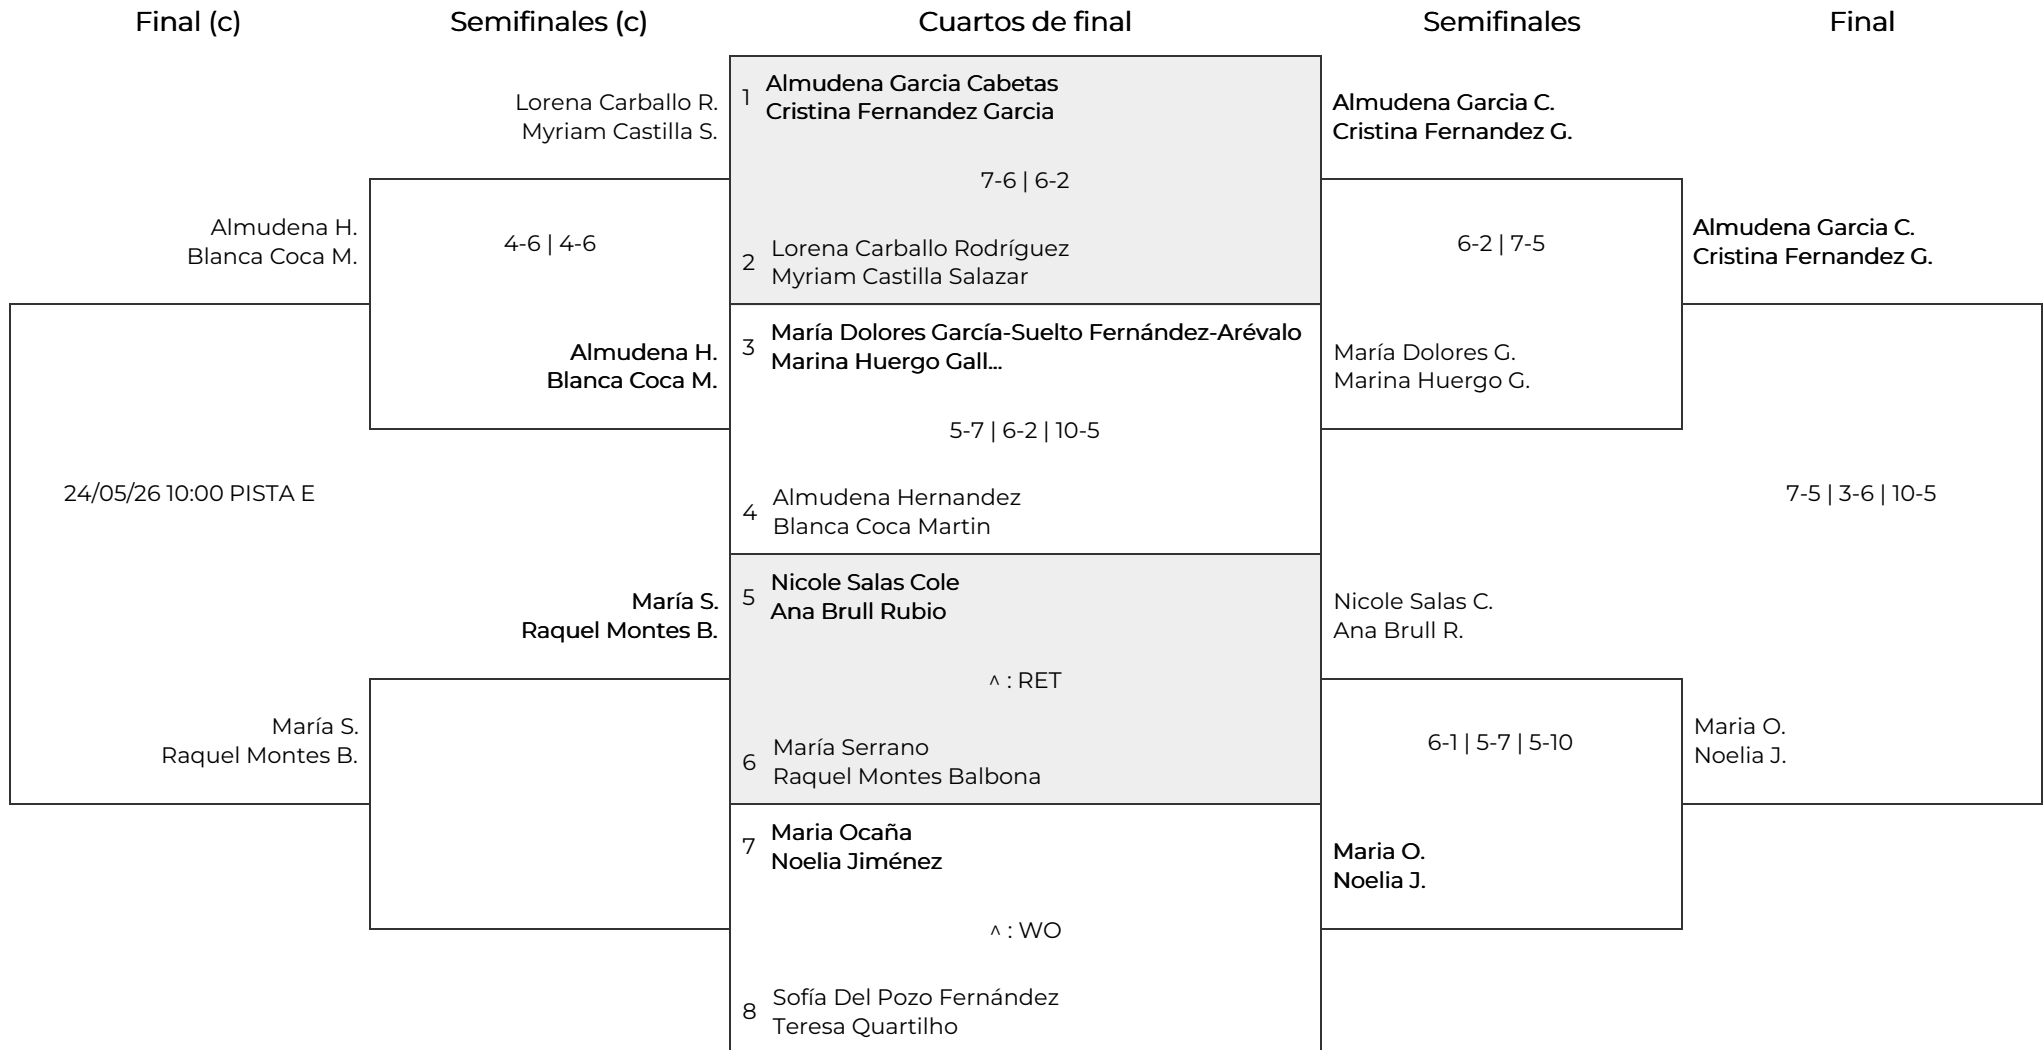 Final (c)
Semifinales (c)
Cuartos de final
Semifinales
Final
Lorena Carballo R.
Myriam Castilla S.
Almudena H.
Blanca Coca M.
4-6 | 4-6
Almudena H.
Blanca Coca M.
24/05/26 10:00 PISTA E
María S.
Raquel Montes B.
María S.
Raquel Montes B.
1
Almudena Garcia Cabetas
Cristina Fernandez Garcia
7-6 | 6-2
2
Lorena Carballo Rodríguez
Myriam Castilla Salazar
3
María Dolores García-Suelto Fernández-Arévalo
Marina Huergo Gall...
5-7 | 6-2 | 10-5
4
Almudena Hernandez
Blanca Coca Martin
5
Nicole Salas Cole
Ana Brull Rubio
^ : RET
6
María Serrano
Raquel Montes Balbona
7
Maria Ocaña
Noelia Jiménez
^ : WO
8
Sofía Del Pozo Fernández
Teresa Quartilho
Almudena Garcia C.
Cristina Fernandez G.
6-2 | 7-5
María Dolores G.
Marina Huergo G.
Nicole Salas C.
Ana Brull R.
6-1 | 5-7 | 5-10
Maria O.
Noelia J.
Almudena Garcia C.
Cristina Fernandez G.
7-5 | 3-6 | 10-5
Maria O.
Noelia J.